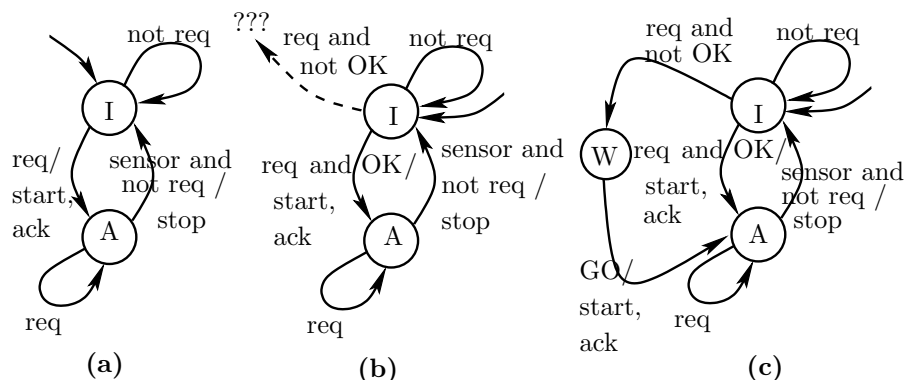 not req
I
req/
start,
ack
sensor and
not req /
stop
A
req
(a)
???
req and
not OK
not req
I
req and OK/
start,
ack
sensor and
not req /
stop
A
req
(b)
req and
not OK
not req
I
W
req and OK/
start,
ack
sensor and
not req /
stop
A
GO/
start,
ack
req
(c)